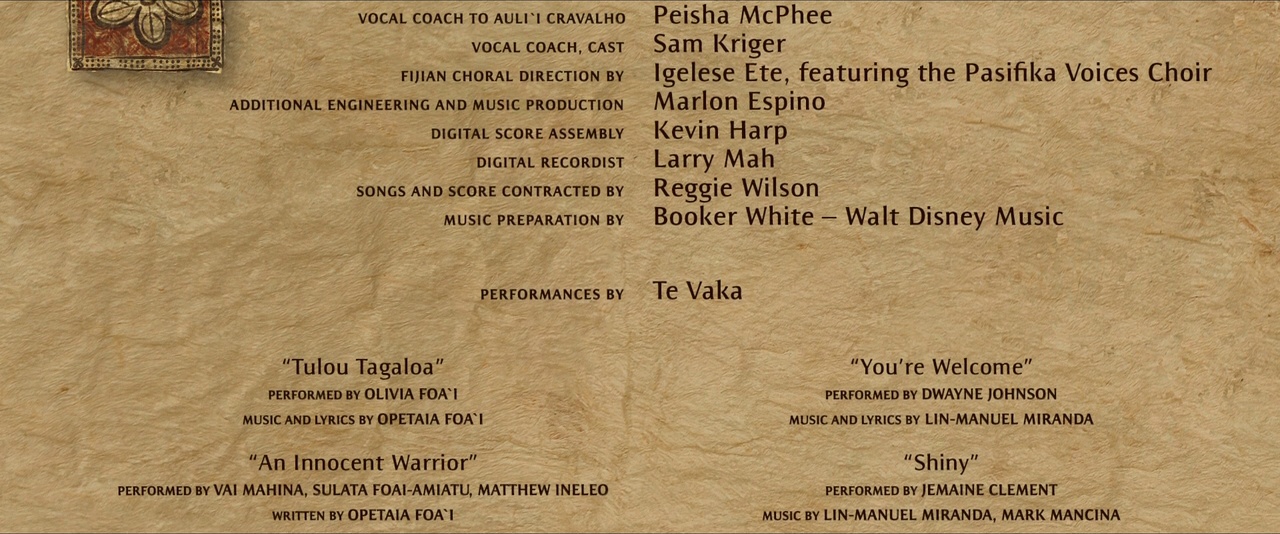 VOCAL COACH TO AULI`I CRAVALHO Peisha McPhee
VOCAL COACH, CAST Sam Kriger
FIJIAN CHORAL DIRECTION BY Igelese Ete, featuring the Pasifika Voices Choir
ADDITIONAL ENGINEERING AND MUSIC PRODUCTION Marlon Espino
DIGITAL SCORE ASSEMBLY Kevin Harp
DIGITAL RECORDIST Larry Mah
SONGS AND SCORE CONTRACTED BY Reggie Wilson
MUSIC PREPARATION BY Booker White – Walt Disney Music
PERFORMANCES BY Te Vaka
“Tulou Tagaloa”
PERFORMED BY OLIVIA FOA`I
MUSIC AND LYRICS BY OPETAIA FOA`I
“An Innocent Warrior”
PERFORMED BY VAI MAHINA, SULATA FOAI-AMIATU, MATTHEW INELEO
WRITTEN BY OPETAIA FOA`I
“You’re Welcome”
PERFORMED BY DWAYNE JOHNSON
MUSIC AND LYRICS BY LIN-MANUEL MIRANDA
“Shiny”
PERFORMED BY JEMAINE CLEMENT
MUSIC BY LIN-MANUEL MIRANDA, MARK MANCINA